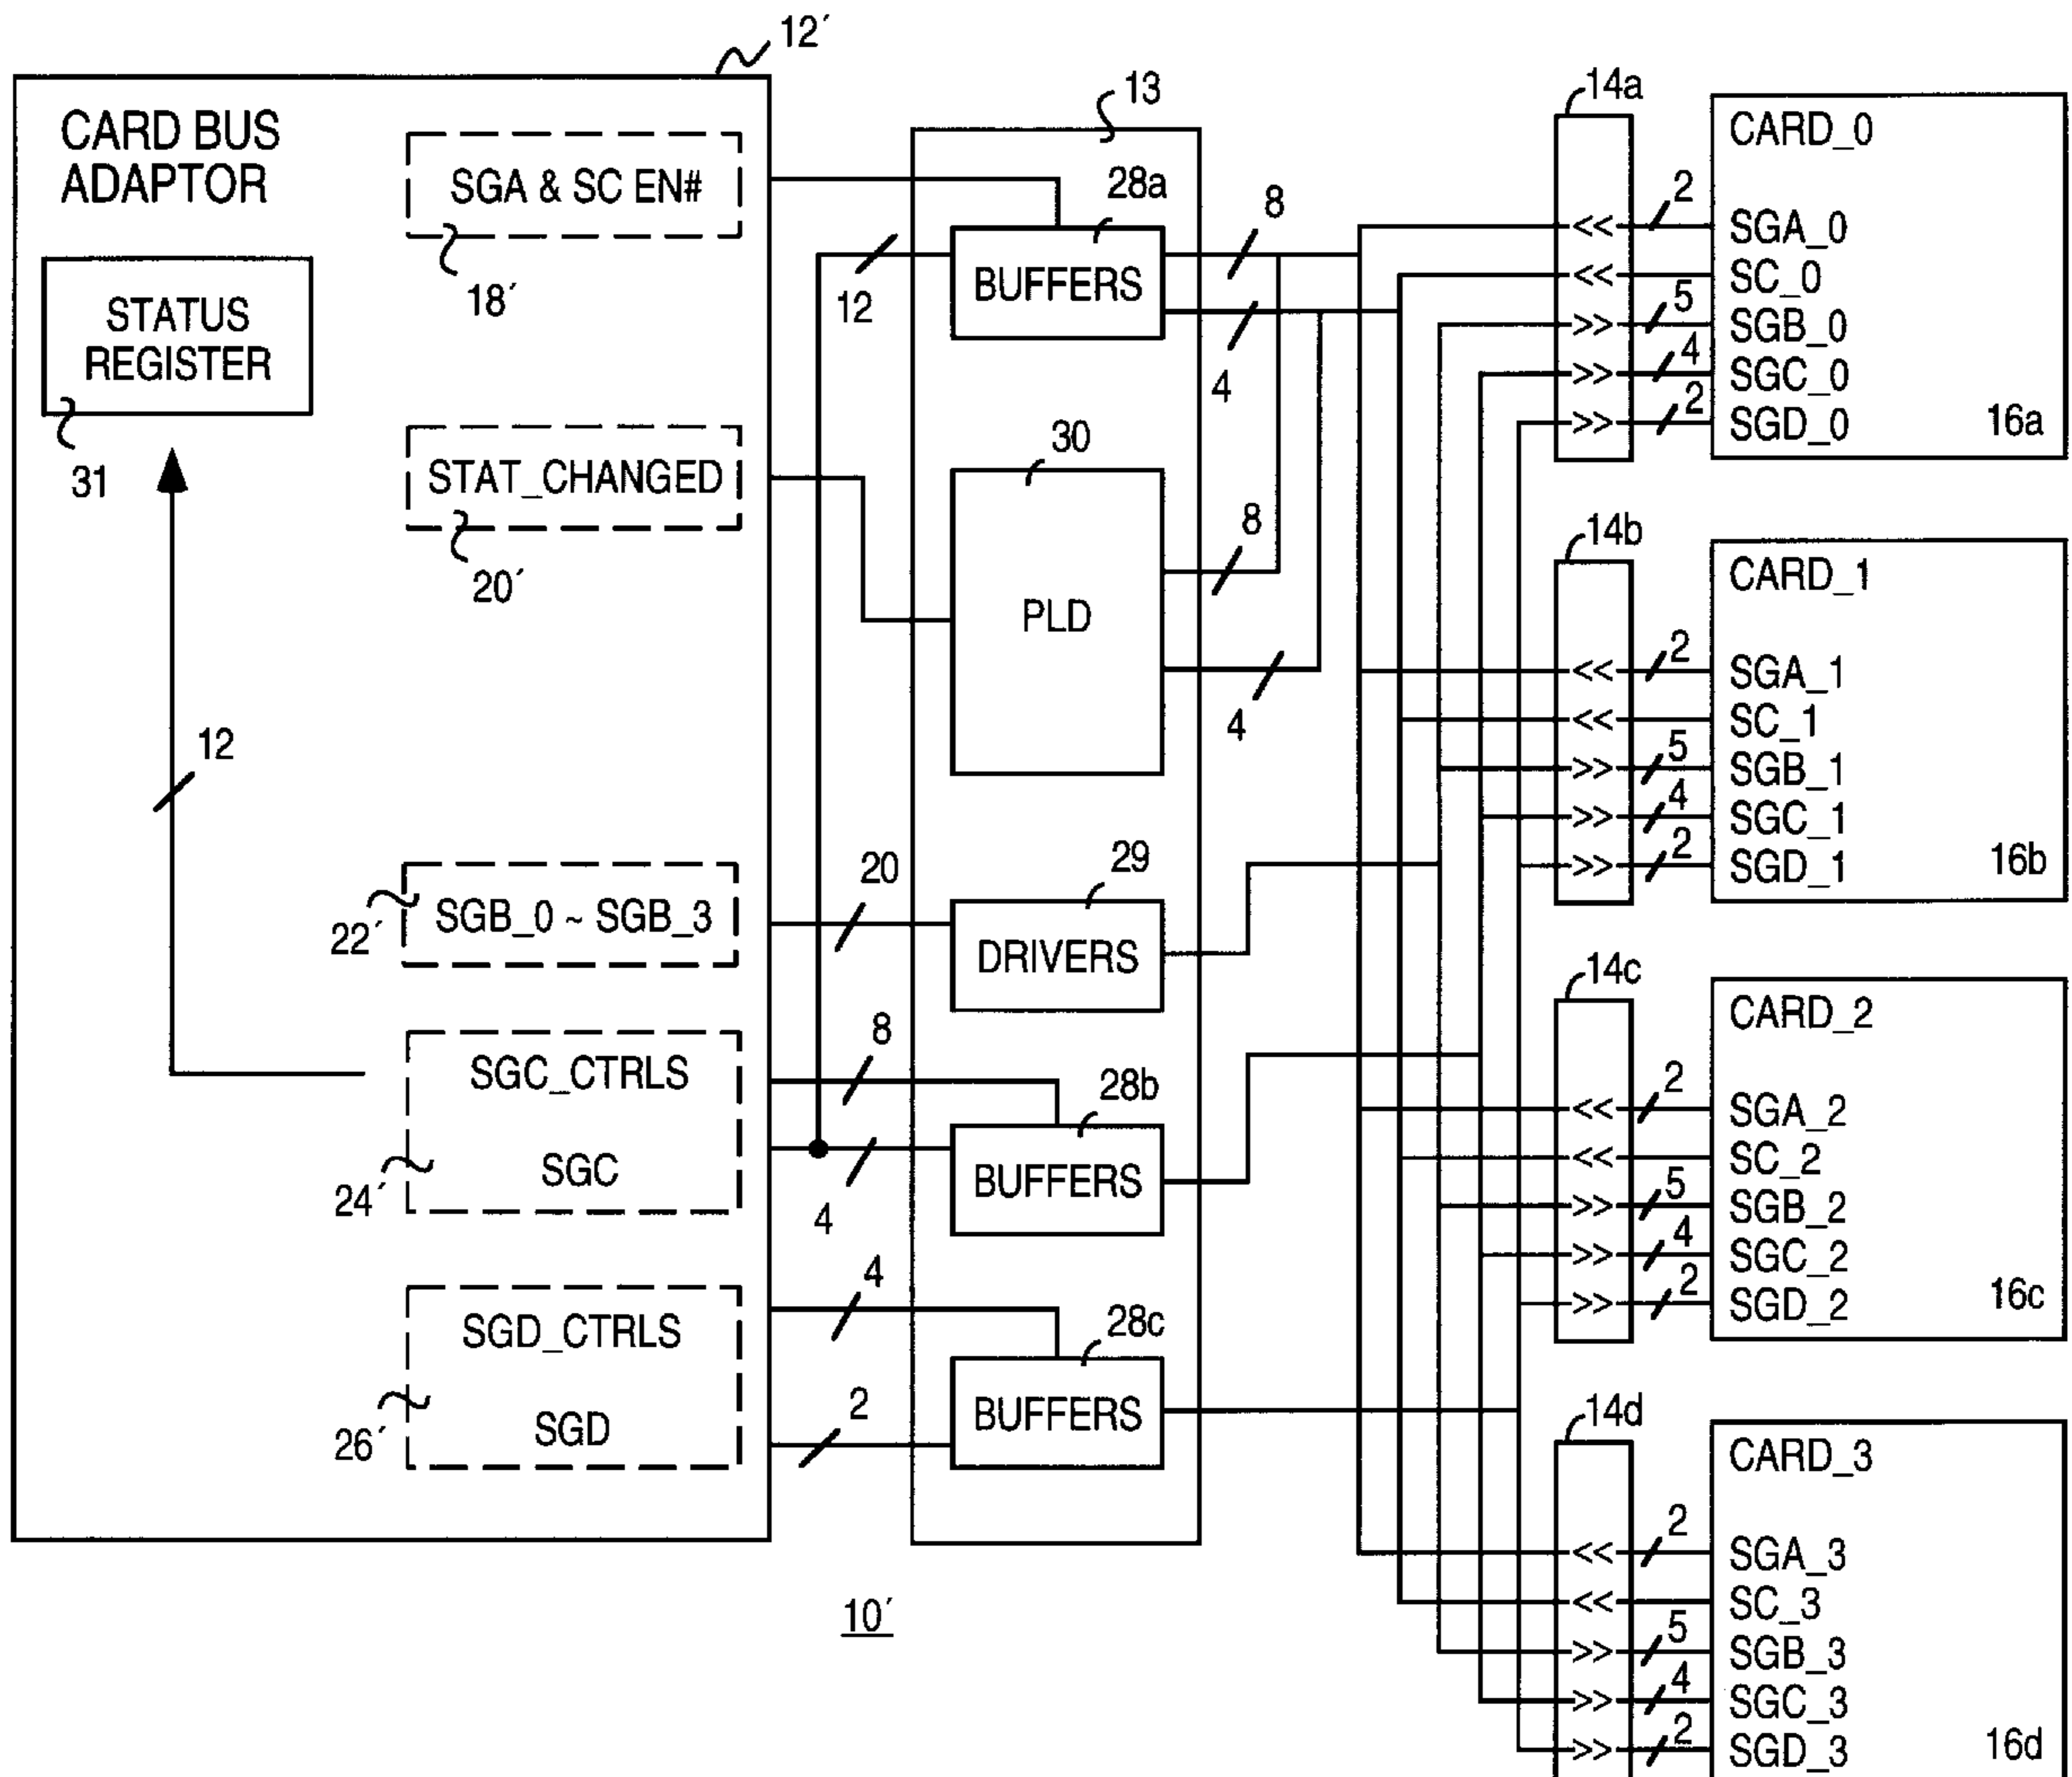 12′
CARD BUS
ADAPTOR
SGA & SC EN#
18′
STATUS
REGISTER
31
STAT_CHANGED
20′
12
SGB_0 ~ SGB_3
22′
20
SGC_CTRLS
SGC
24′
8
4
SGD_CTRLS
SGD
26′
4
2
13
28a
BUFFERS
12
8
4
30
PLD
8
4
29
DRIVERS
28b
BUFFERS
28c
BUFFERS
10′
14a
CARD_0
2
SGA_0
<<
SC_0
<<
5
SGB_0
>>
4
SGC_0
>>
2
SGD_0
>>
16a
14b
CARD_1
2
SGA_1
<<
SC_1
<<
5
SGB_1
>>
4
SGC_1
>>
2
SGD_1
>>
16b
14c
CARD_2
2
SGA_2
<<
SC_2
<<
5
SGB_2
>>
4
SGC_2
>>
2
SGD_2
>>
16c
14d
CARD_3
2
SGA_3
<<
SC_3
<<
5
SGB_3
>>
4
SGC_3
>>
2
SGD_3
>>
16d